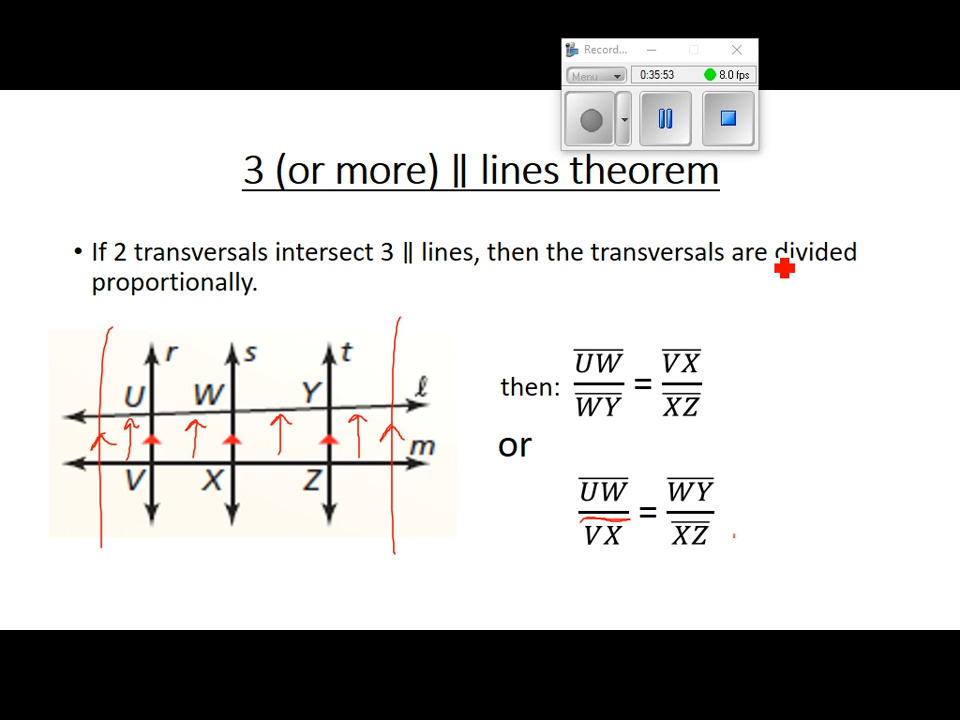 Record...
Menu
0:35:53
8.0 fps
3 (or more) ∥ lines theorem
• If 2 transversals intersect 3 ∥ lines, then the transversals are divided
proportionally.
r s t
U W Y ℓ
m
V X Z
then: UW/WY = VX/XZ
or
UW/VX = WY/XZ